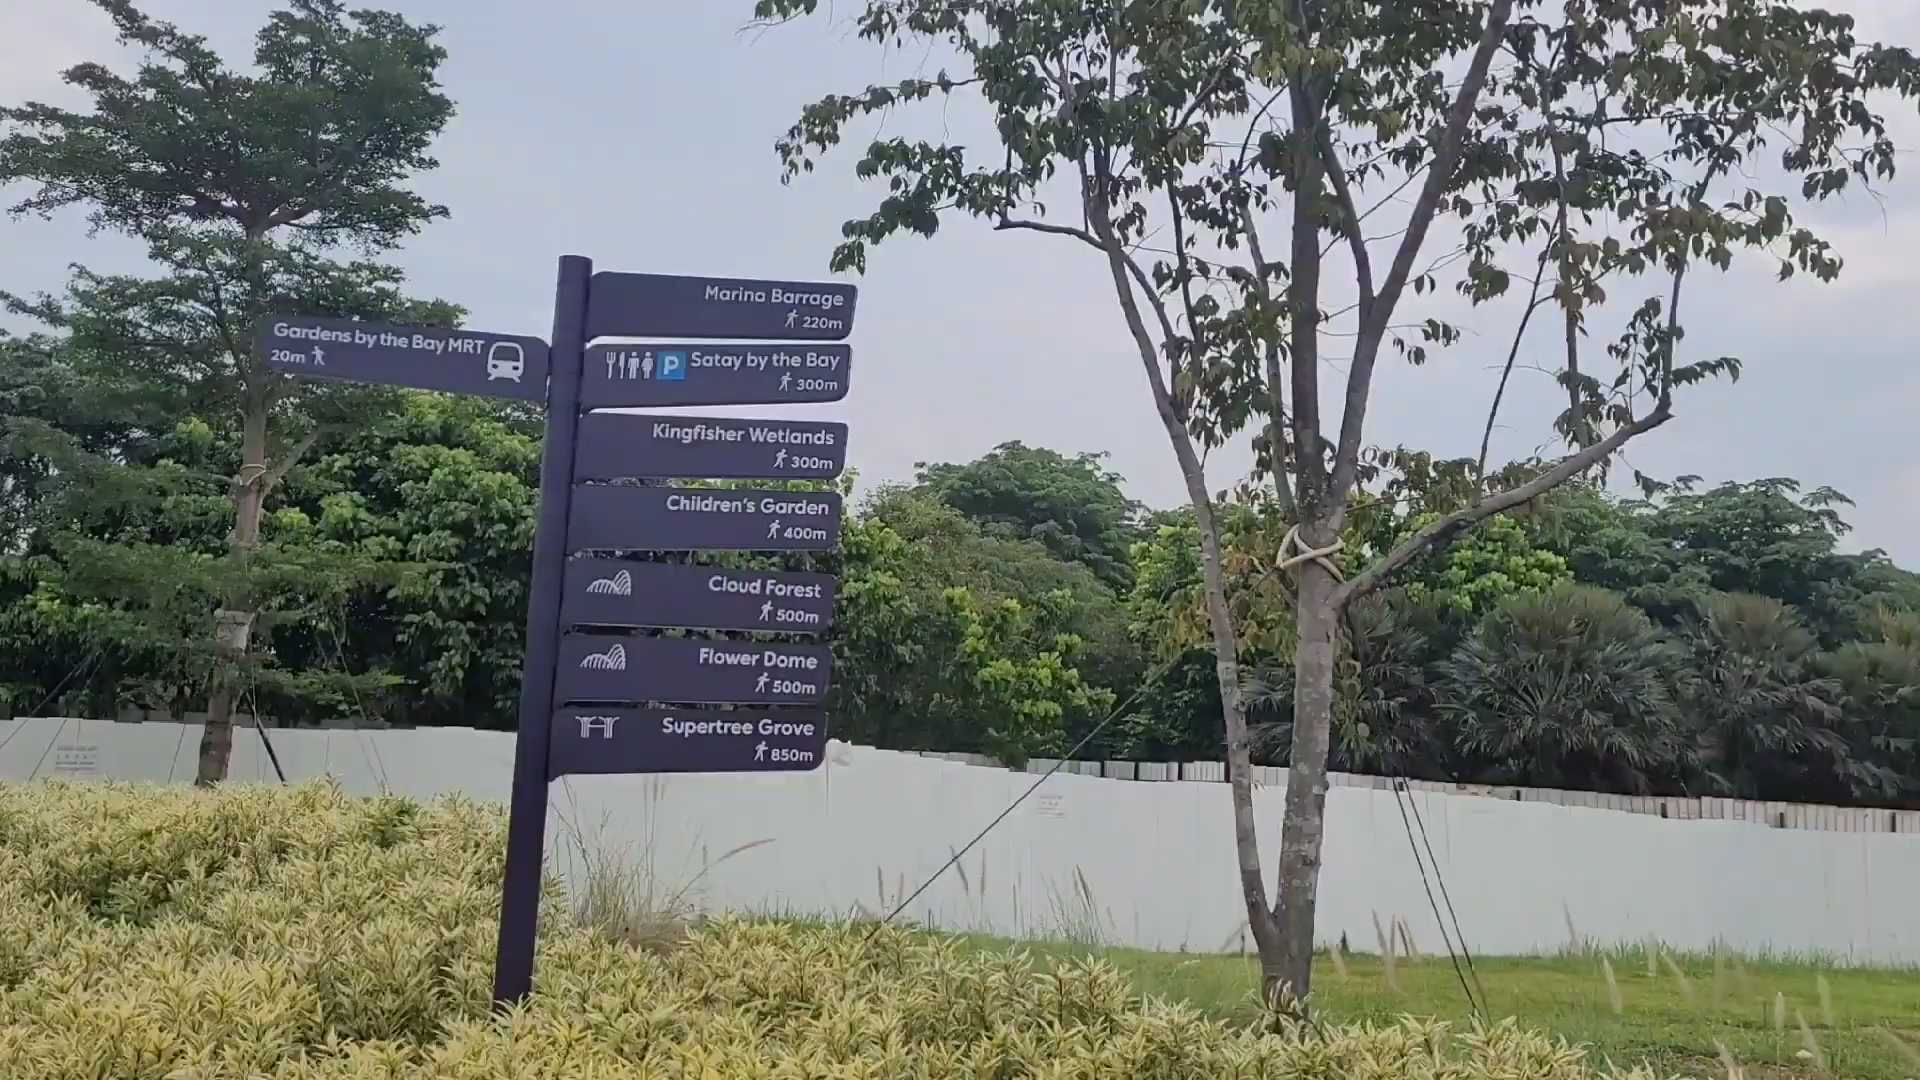 Gardens by the Bay MRT
20m
Marina Barrage
220m
P Satay by the Bay
300m
Kingfisher Wetlands
300m
Children's Garden
400m
Cloud Forest
500m
Flower Dome
500m
Supertree Grove
850m